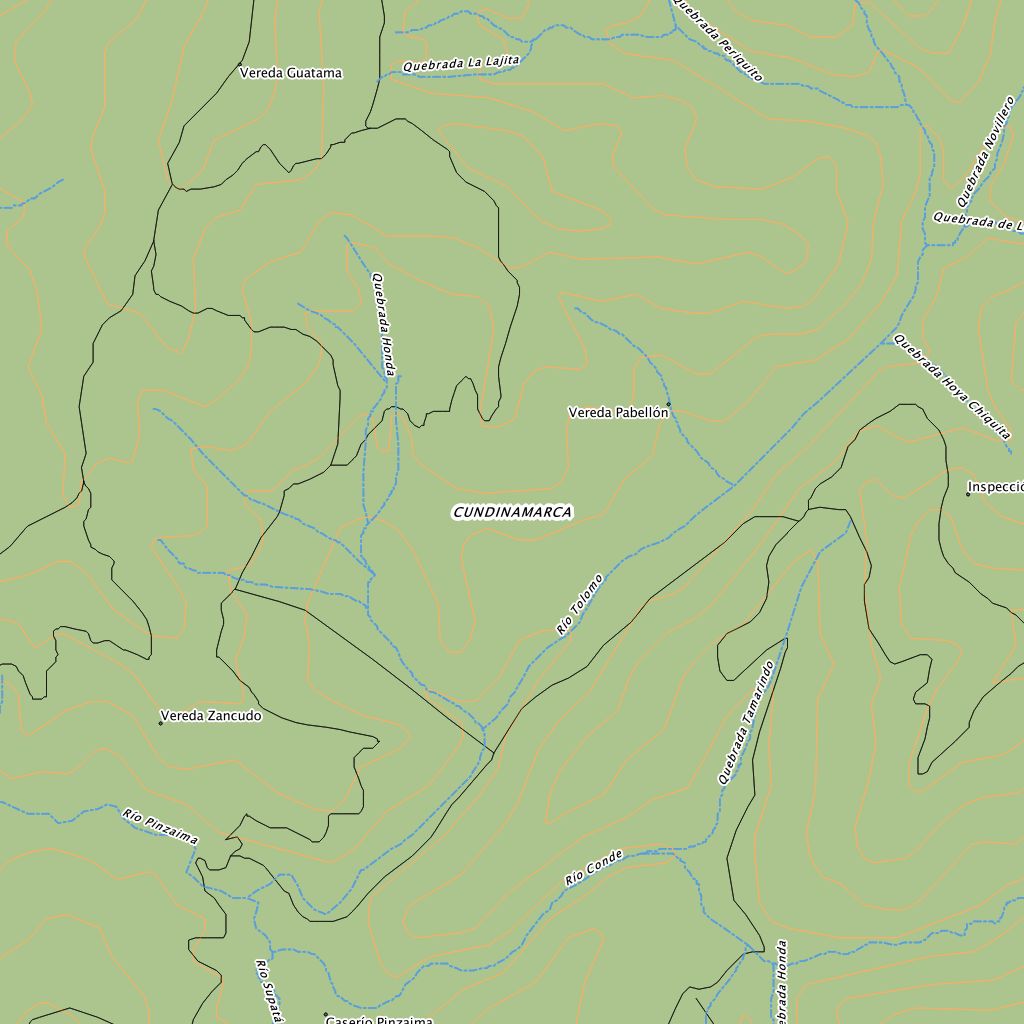 Quebrada Periquito
Quebrada La Lajita
Vereda Guatama
Quebrada Novillero
Quebrada de L
Quebrada Honda
Quebrada Hoya Chiquita
Vereda Pabellón
Inspecció
CUNDINAMARCA
Río Tolomo
Quebrada Tamarindo
Vereda Zancudo
Río Pinzaima
Río Conde
Río Supatá
ebrada Honda
Caserío Pinzaima